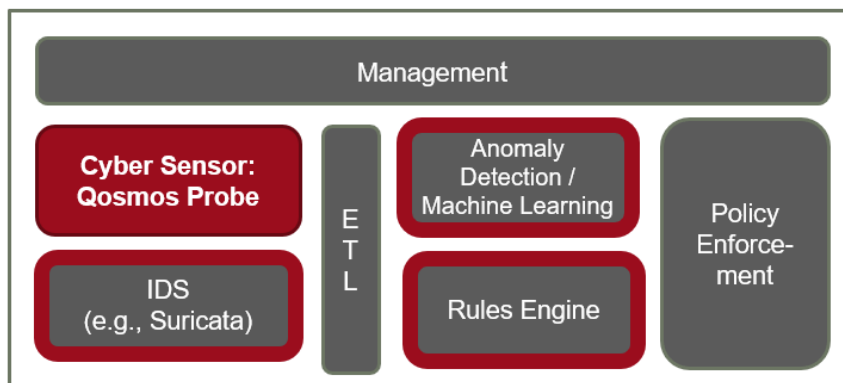 Management
Cyber Sensor:
Qosmos Probe
IDS
(e.g., Suricata)
E
T
L
Anomaly
Detection /
Machine Learning
Rules Engine
Policy
Enforce-
ment